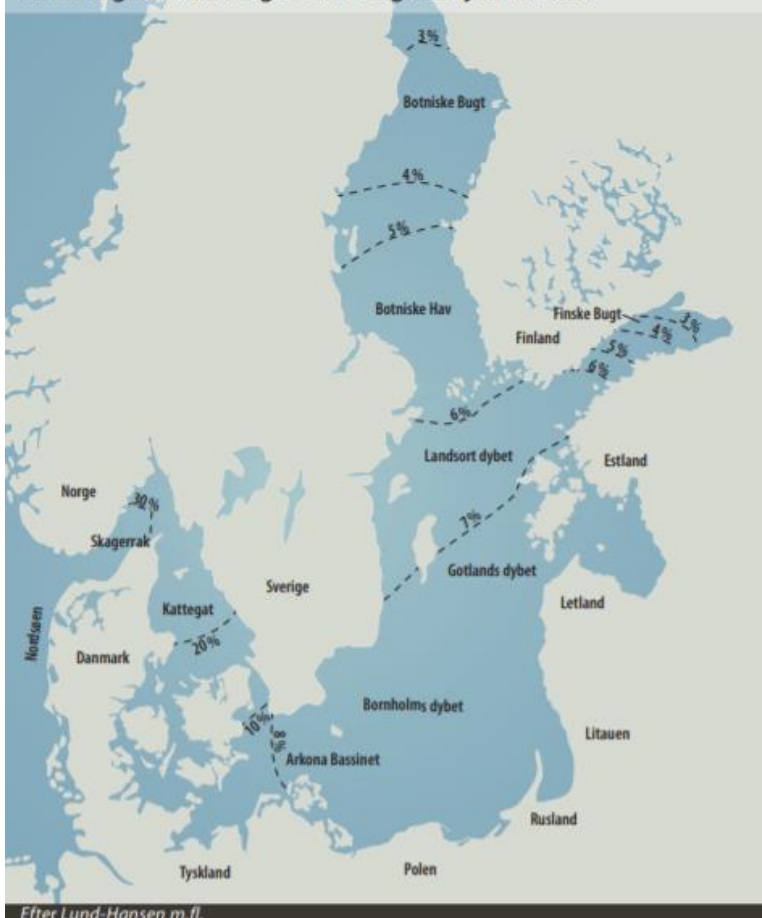 3%
Botniske Bugt
4%
5%
Botniske Hav
Finske Bugt
3%
4%
Finland
5%
6%
6%
Landsort dybet
Estland
Norge
30%
7%
Skagerrak
Gotlands dybet
Sverige
Kattegat
Letland
Nordsøen
20%
Danmark
Bornholms dybet
10%
8%
Litauen
Arkona Bassinet
Rusland
Tyskland
Polen
Efter Lund-Hansen m.fl.